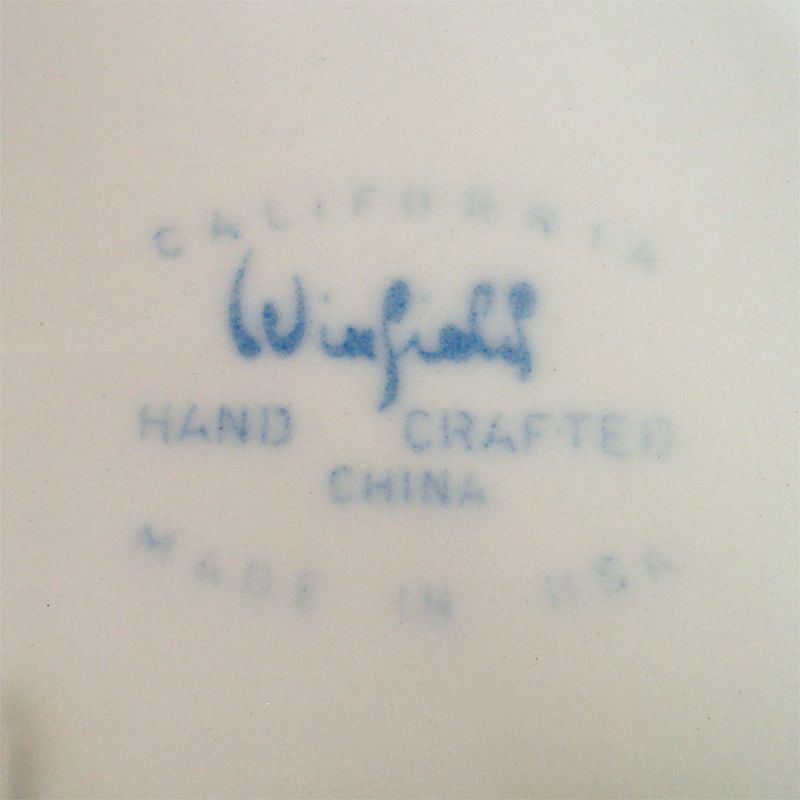 CALIFORNIA
Winfield
HAND CRAFTED
CHINA
MADE IN USA